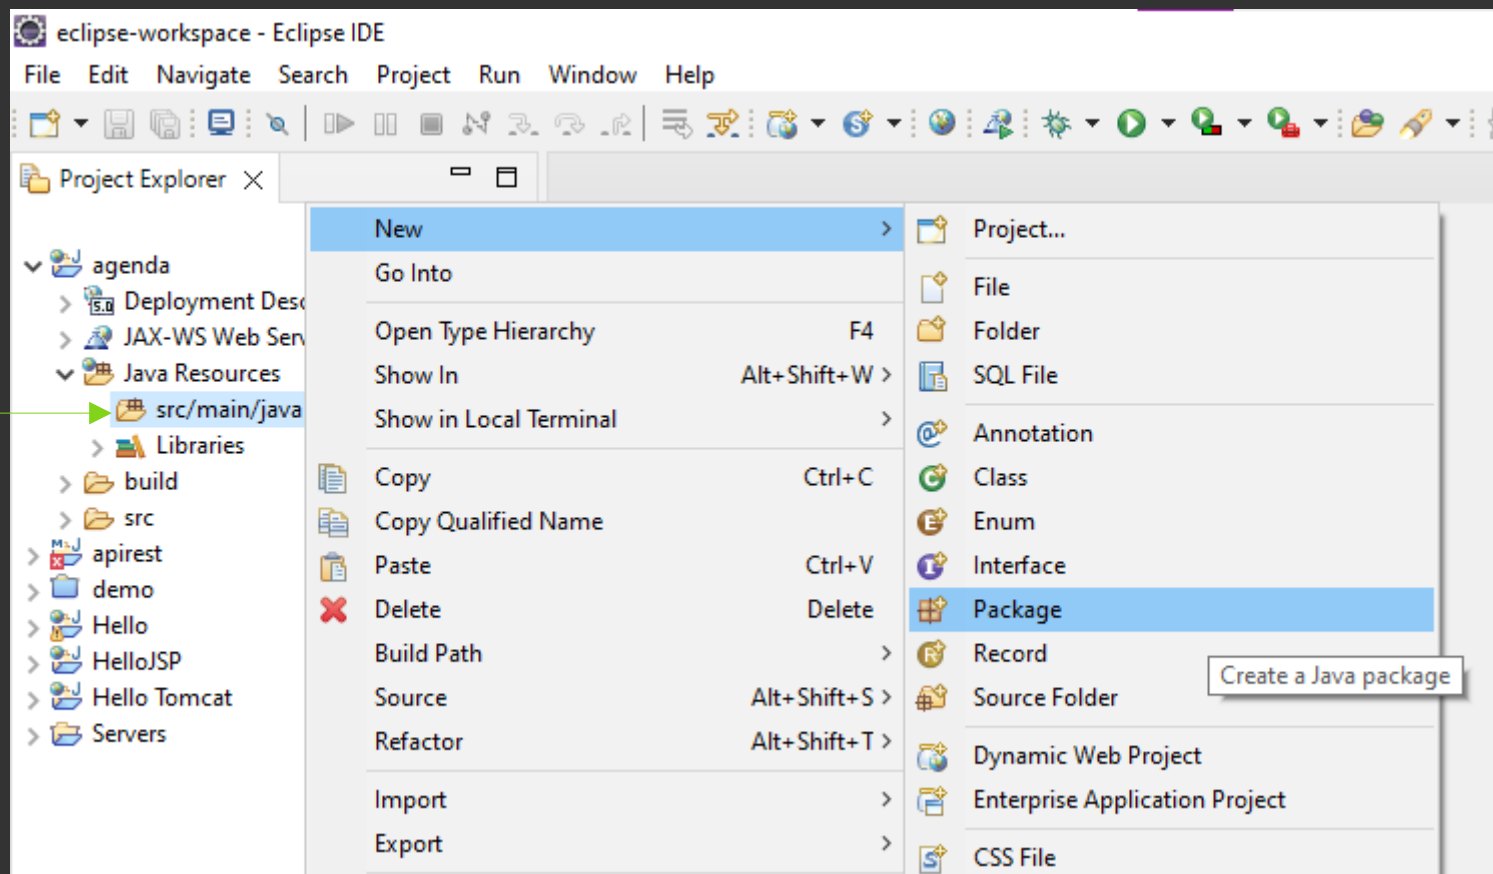 eclipse-workspace - Eclipse IDE
File Edit Navigate Search Project Run Window Help
Project Explorer
agenda
5.0 Deployment Desc
JAX-WS Web Serv
Java Resources
src/main/java
Libraries
build
src
apirest
demo
Hello
HelloJSP
Hello Tomcat
Servers
New
Go Into
Open Type Hierarchy F4
Show In Alt+Shift+W
Show in Local Terminal
Copy Ctrl+C
Copy Qualified Name
Paste Ctrl+V
Delete Delete
Build Path
Source Alt+Shift+S
Refactor Alt+Shift+T
Import
Export
Project...
File
Folder
SQL File
Annotation
Class
Enum
Interface
Package
Record
Create a Java package
Source Folder
Dynamic Web Project
Enterprise Application Project
CSS File